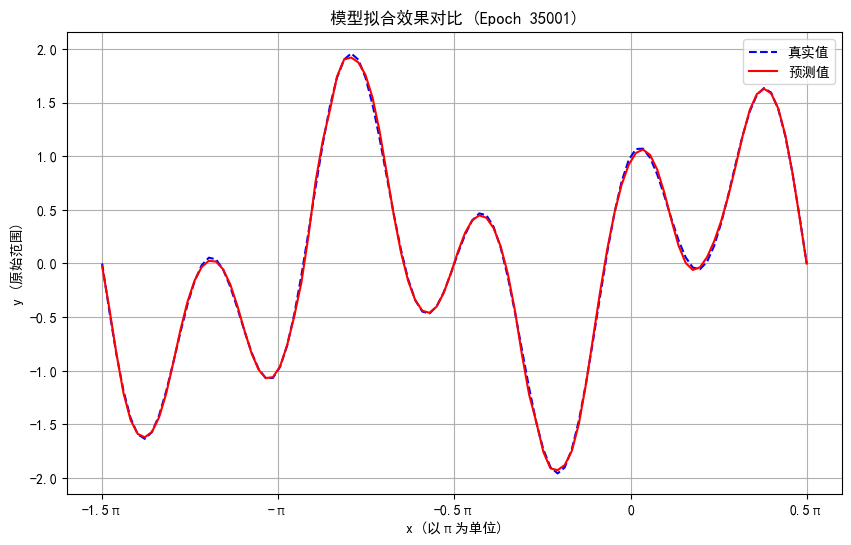 模型拟合效果对比 (Epoch 35001)
真实值
预测值
y (原始范围)
2.0
1.5
1.0
0.5
0.0
-0.5
-1.0
-1.5
-2.0
-1.5π
-π
-0.5π
0
0.5π
x (以π为单位)